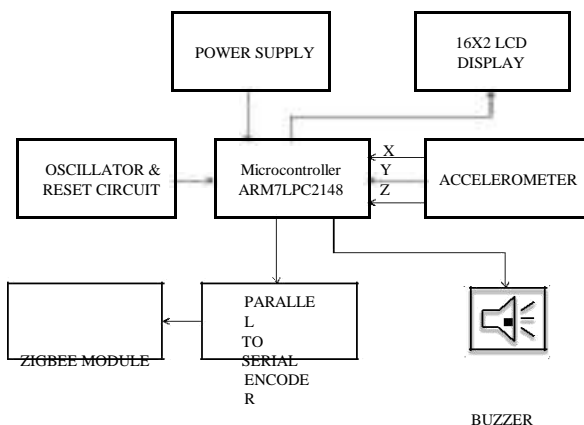 POWER SUPPLY
16X2 LCD
DISPLAY
OSCILLATOR &
RESET CIRCUIT
Microcontroller
ARM7LPC2148
X
Y
Z
ACCELEROMETER
ZIGBEE MODULE
PARALLE
L
TO
SERIAL
ENCODE
R
BUZZER